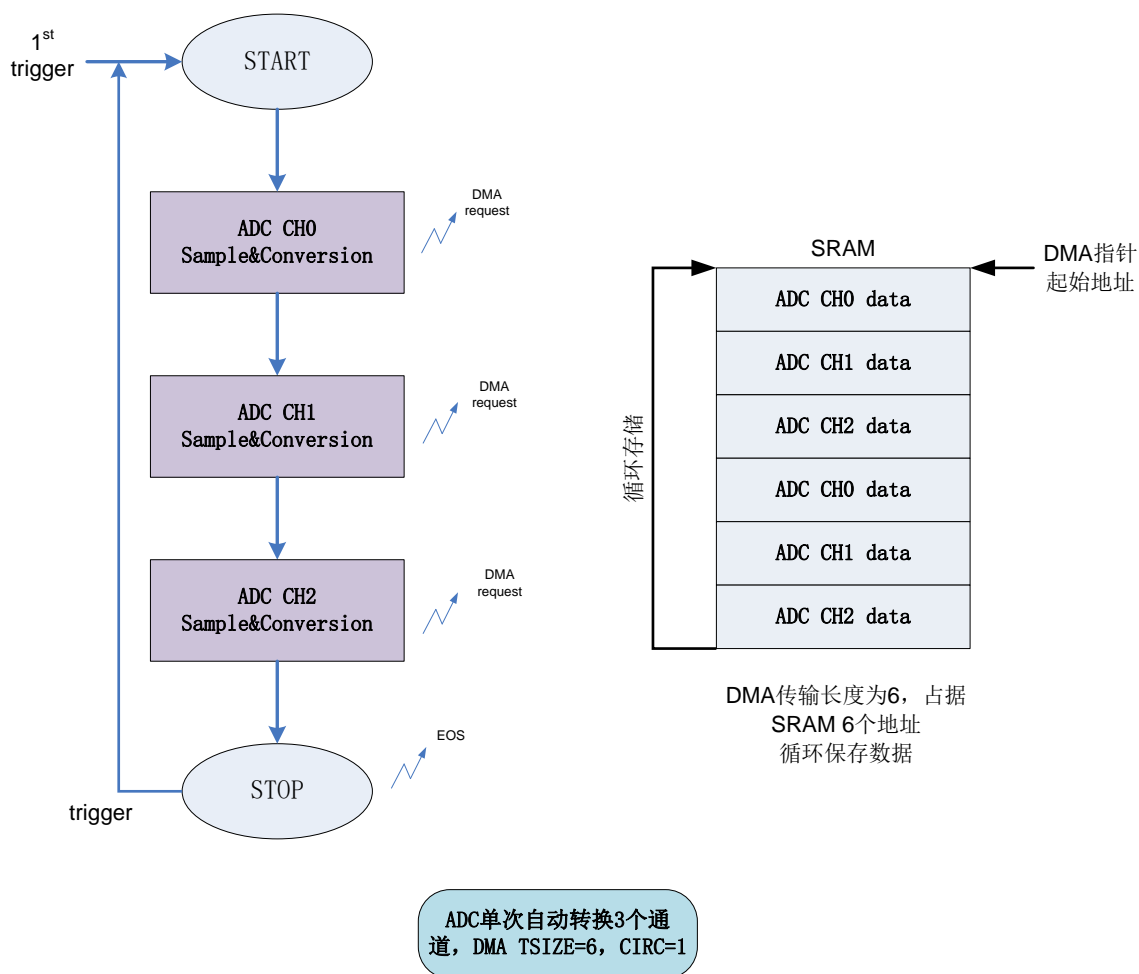 1st
trigger
START
ADC CH0
Sample&Conversion
DMA
request
ADC CH1
Sample&Conversion
DMA
request
ADC CH2
Sample&Conversion
DMA
request
STOP
EOS
trigger
SRAM
DMA指针
起始地址
ADC CH0 data
ADC CH1 data
ADC CH2 data
ADC CH0 data
ADC CH1 data
ADC CH2 data
循环存储
DMA传输长度为6，占据
SRAM 6个地址
循环保存数据
ADC单次自动转换3个通
道，DMA TSIZE=6，CIRC=1